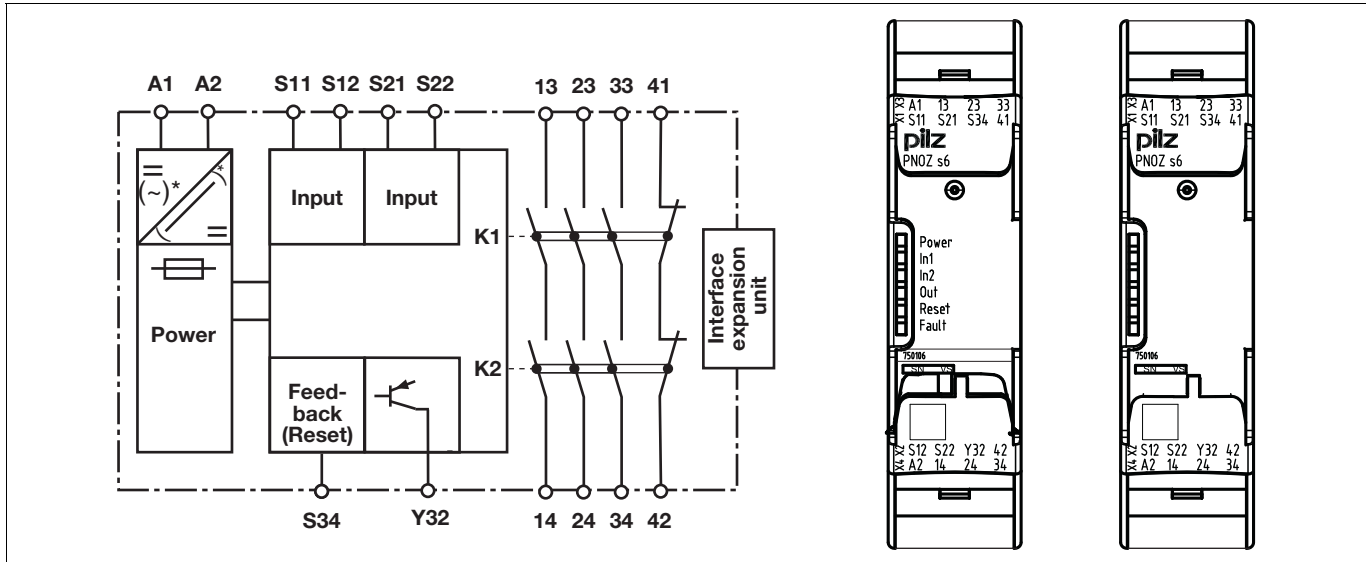 A1 A2 S11 S12 S21 S22 13 23 33 41
=
(~)* *
=
Input Input
K1
Power
Interface
expansion
unit
K2
Feed-
back
(Reset)
S34 Y32 14 24 34 42
X3 A1 13 23 33
X1 S11 S21 S34 41
pilz
PNOZ s6
Power
In1
In2
Out
Reset
Fault
750106
SN VS
X2 S12 S22 Y32 42
X4 A2 14 24 34
X3 A1 13 23 33
X1 S11 S21 S34 41
pilz
PNOZ s6
750106
SN VS
X2 S12 S22 Y32 42
X4 A2 14 24 34